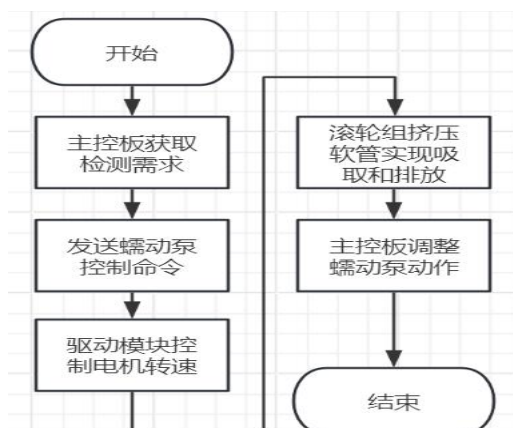 开始
主控板获取
检测需求
发送蠕动泵
控制命令
驱动模块控
制电机转速
滚轮组挤压
软管实现吸
取和排放
主控板调整
蠕动泵动作
结束